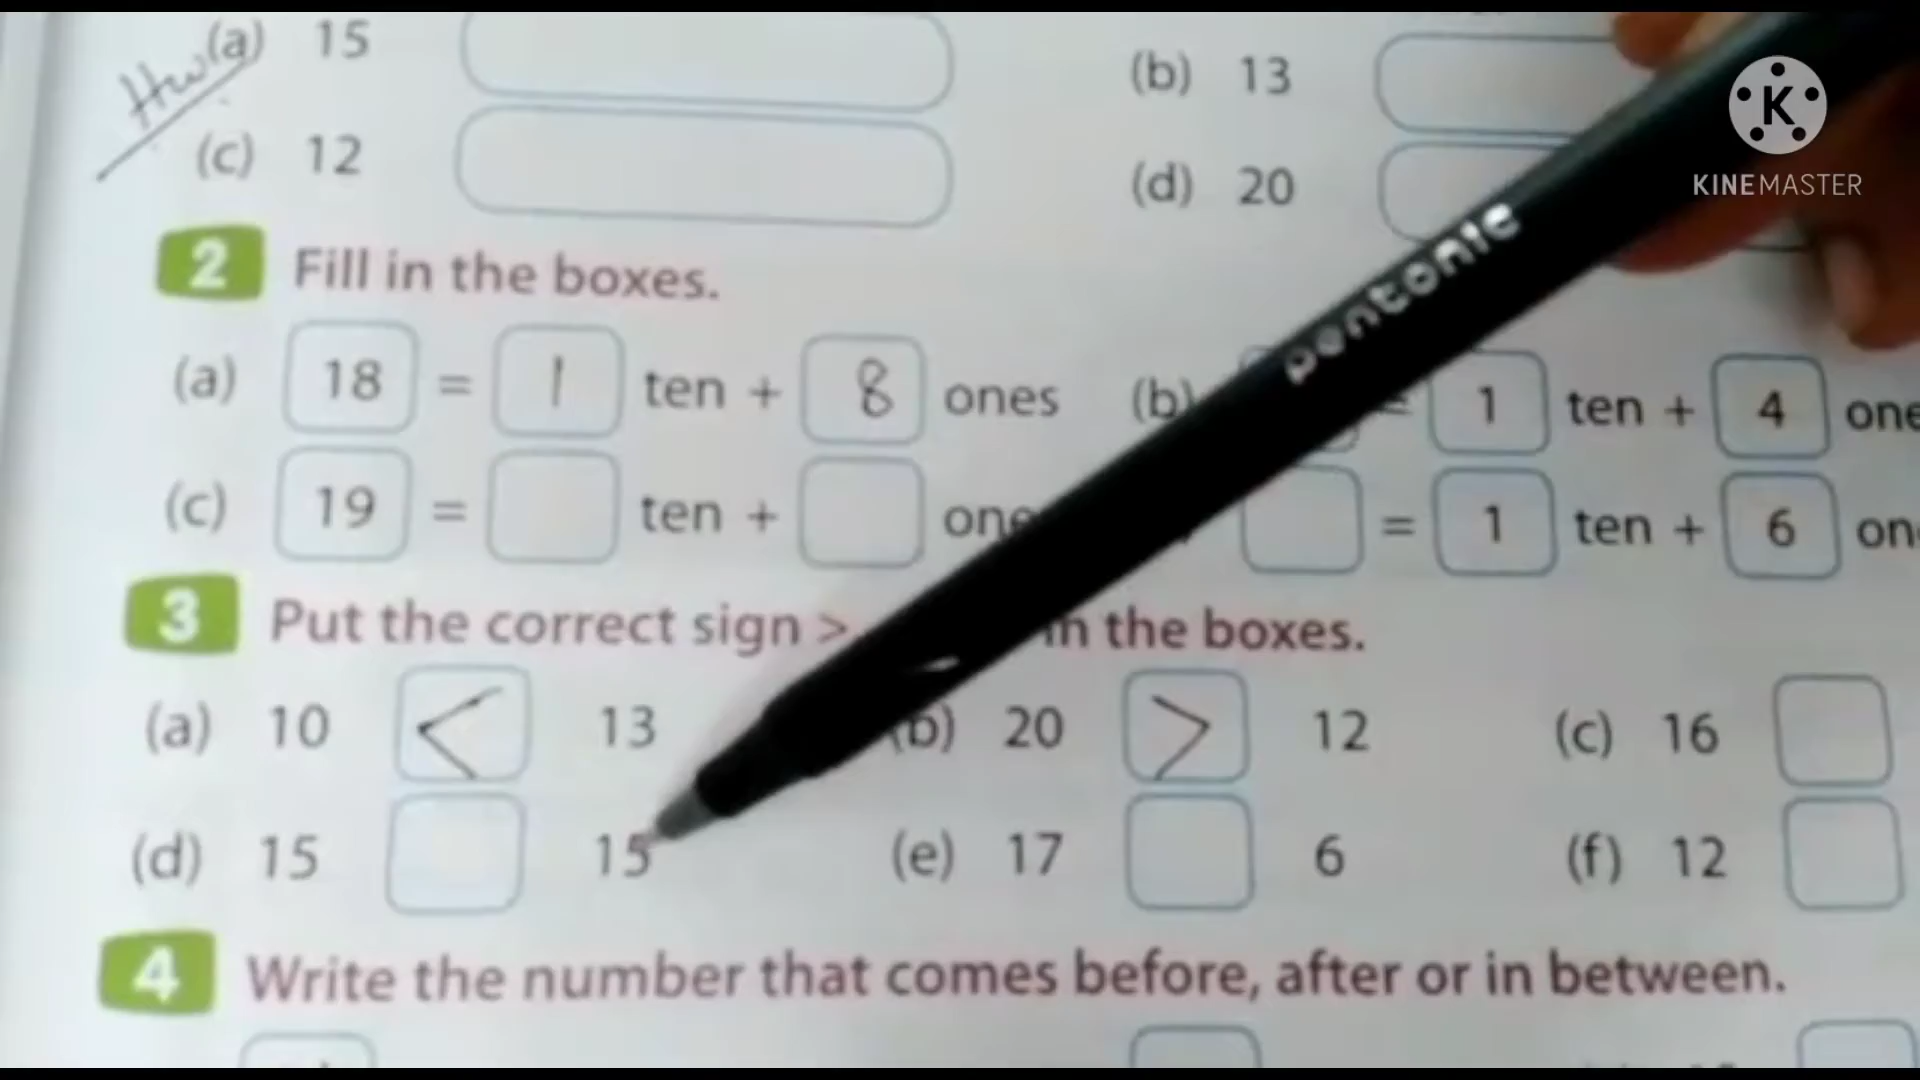 Hw (a) 15 (b) 13
(c) 12 (d) 20
KINEMASTER
pentonic
2 Fill in the boxes.
(a) 18 = 1 ten + 8 ones (b) = 1 ten + 4 one
(c) 19 = ten + one = 1 ten + 6 on
3 Put the correct sign > in the boxes.
(a) 10 < 13 (b) 20 > 12 (c) 16
(d) 15 15 (e) 17 6 (f) 12
4 Write the number that comes before, after or in between.